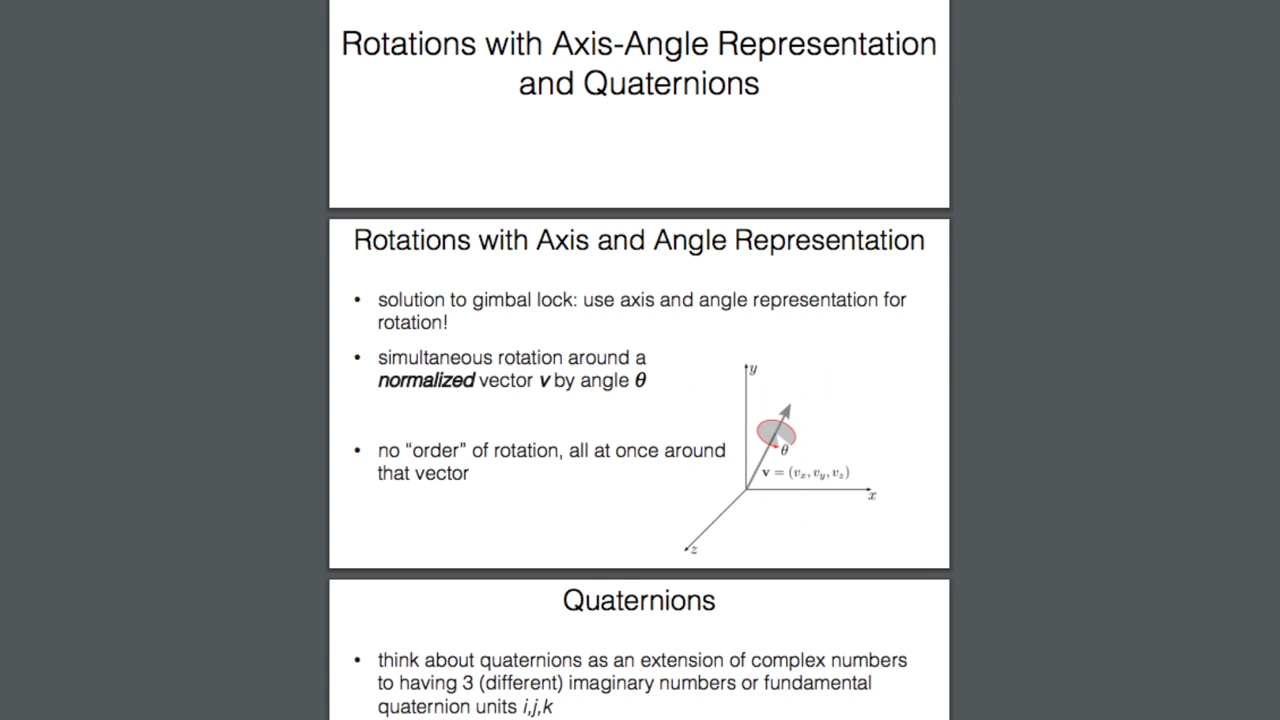 Rotations with Axis-Angle Representation
and Quaternions
Rotations with Axis and Angle Representation
• solution to gimbal lock: use axis and angle representation for
rotation!
• simultaneous rotation around a
normalized vector v by angle θ
• no “order” of rotation, all at once around
that vector
y
θ
v = (vₓ, vᵧ, v_z)
x
z
Quaternions
• think about quaternions as an extension of complex numbers
to having 3 (different) imaginary numbers or fundamental
quaternion units i,j,k